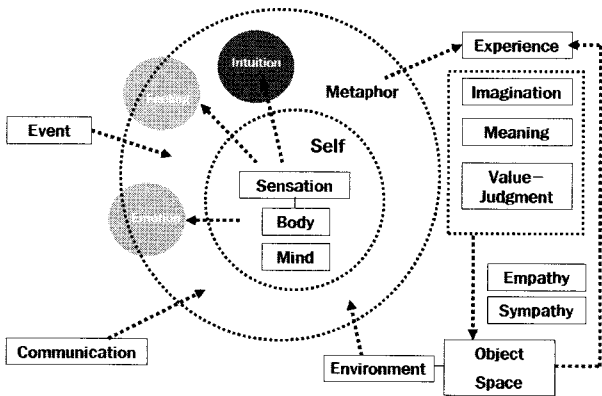 Intuition
Experience
Metaphor
Imagination
Event
Meaning
Self
Value-
Judgment
Sensation
Body
Mind
Empathy
Sympathy
Communication
Environment
Object
Space